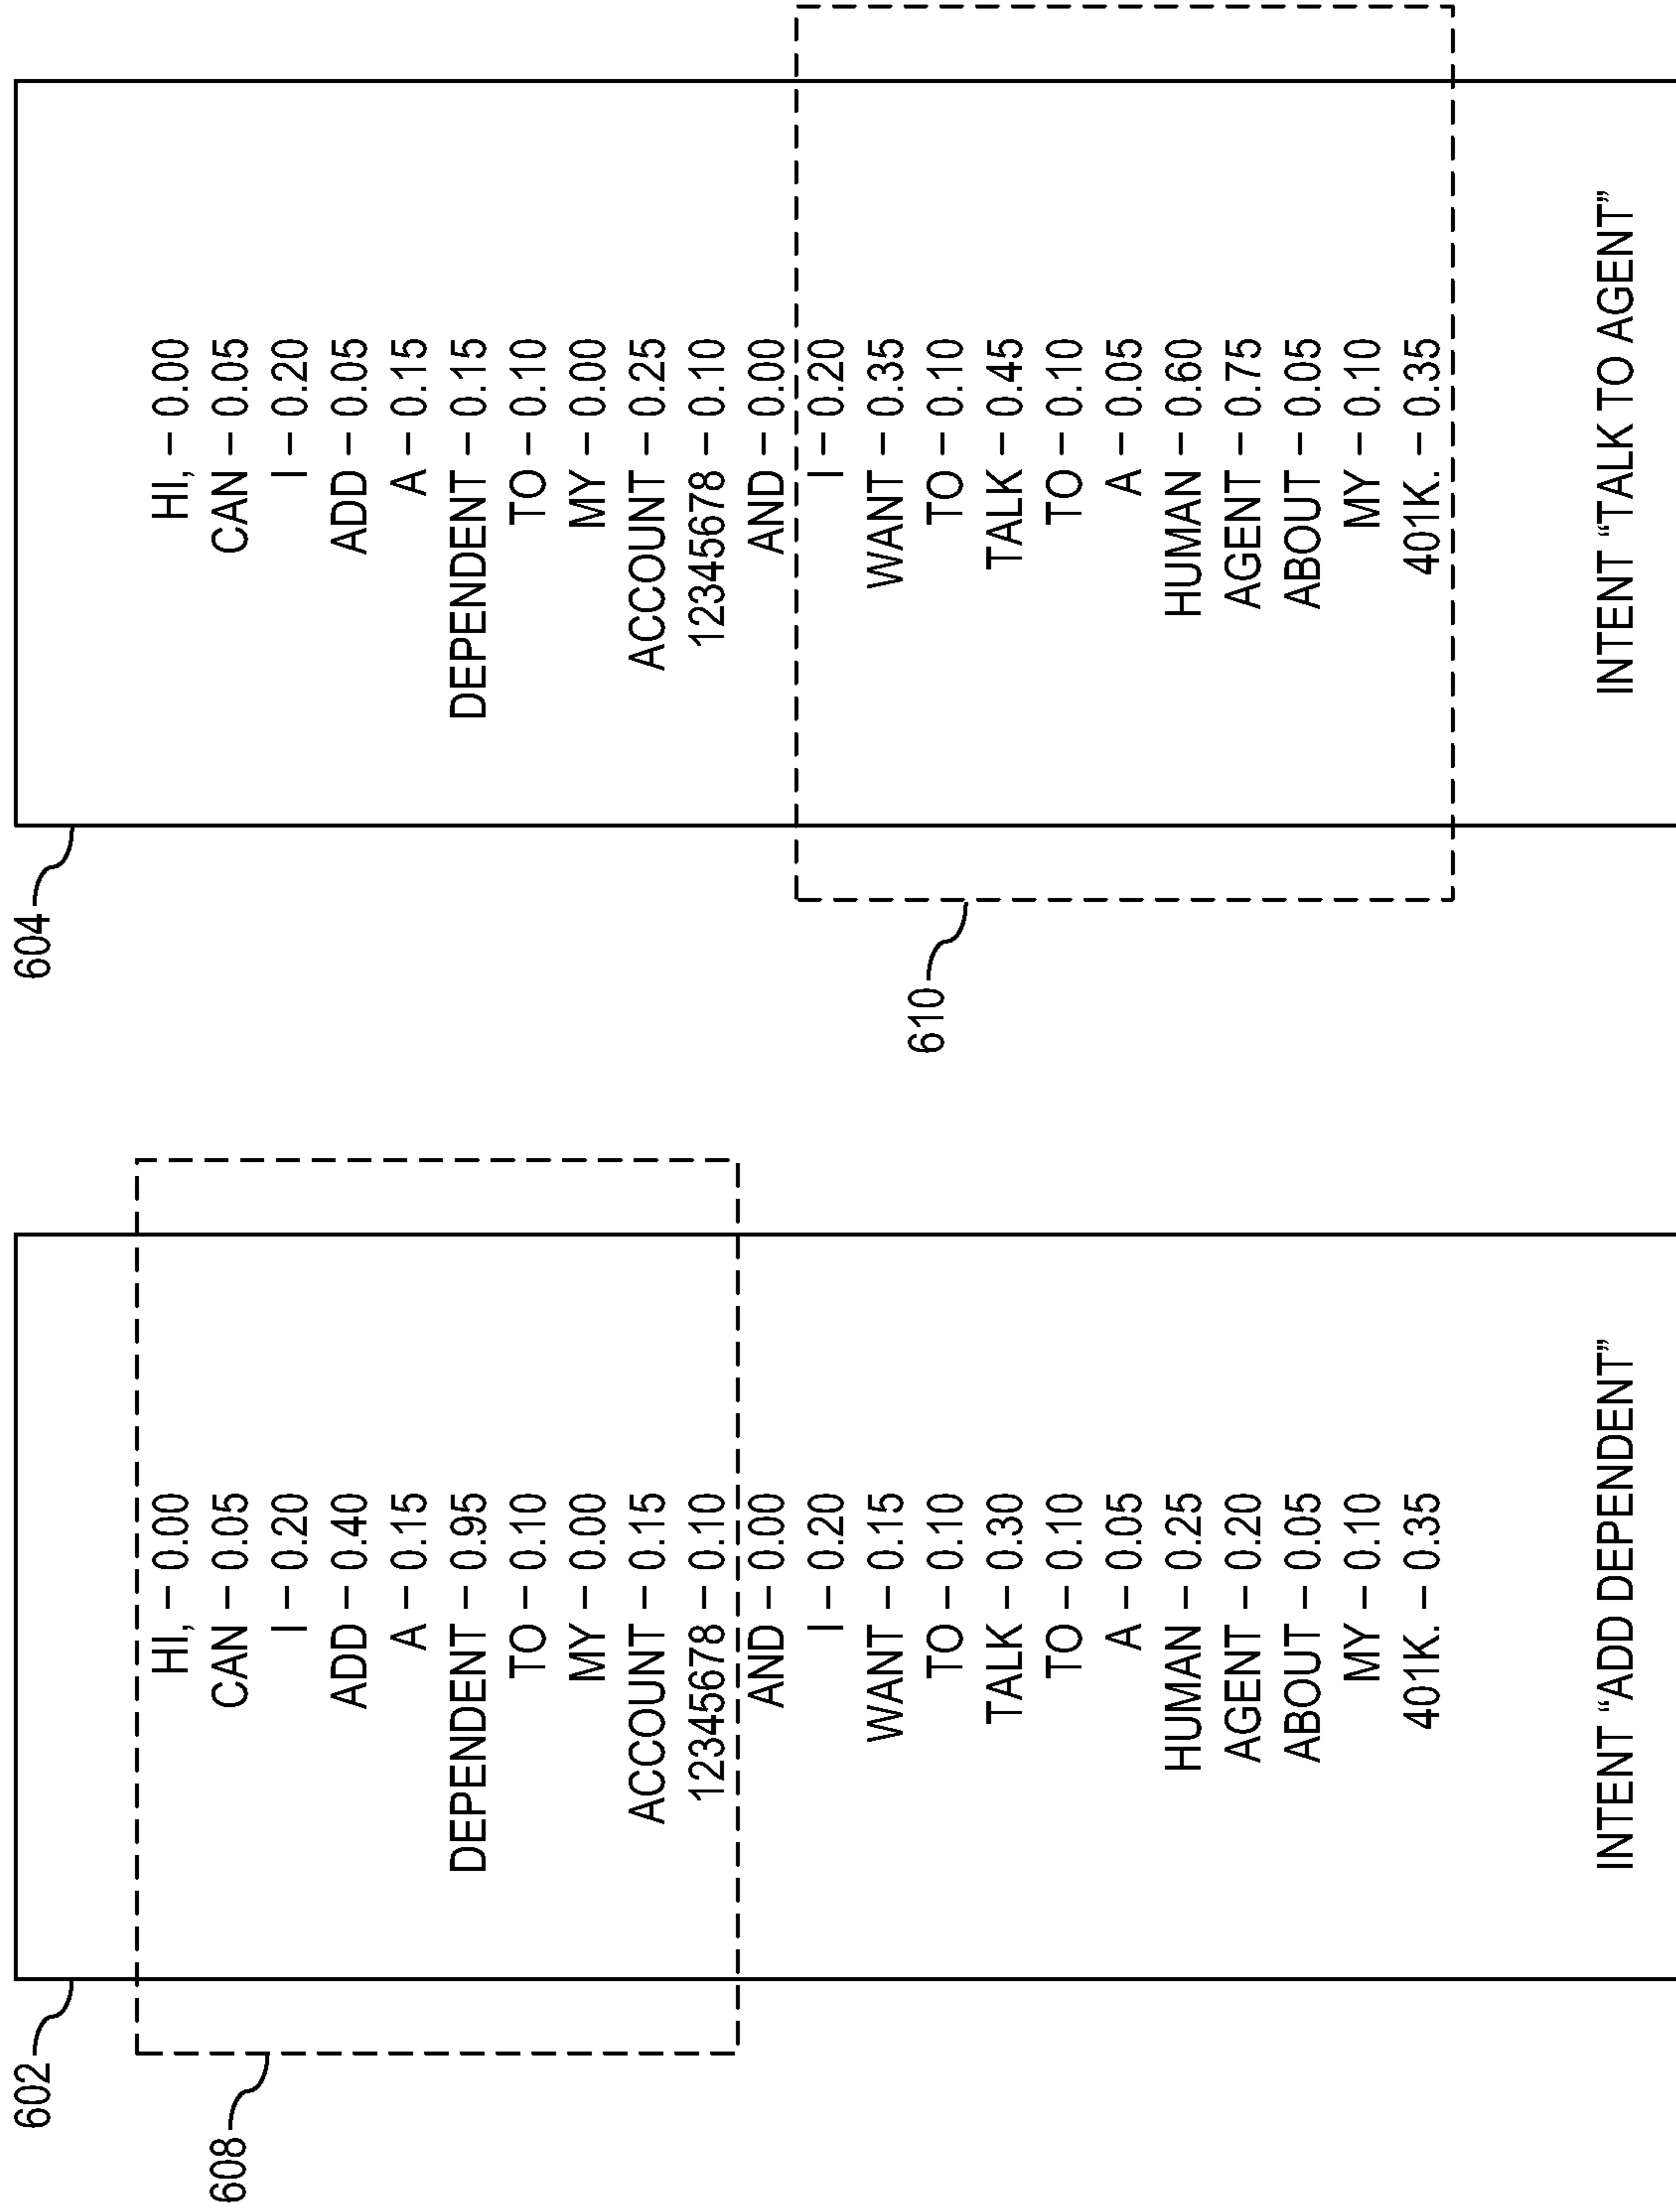 602
608
HI, – 0.00
CAN – 0.05
I – 0.20
ADD – 0.40
A – 0.15
DEPENDENT – 0.95
TO – 0.10
MY – 0.00
ACCOUNT – 0.15
12345678 – 0.10
AND – 0.00
I – 0.20
WANT – 0.15
TO – 0.10
TALK – 0.30
TO – 0.10
A – 0.05
HUMAN – 0.25
AGENT – 0.20
ABOUT – 0.05
MY – 0.10
401K. – 0.35
INTENT “ADD DEPENDENT”
604
610
HI, – 0.00
CAN – 0.05
I – 0.20
ADD – 0.05
A – 0.15
DEPENDENT – 0.15
TO – 0.10
MY – 0.00
ACCOUNT – 0.25
12345678 – 0.10
AND – 0.00
I – 0.20
WANT – 0.35
TO – 0.10
TALK – 0.45
TO – 0.10
A – 0.05
HUMAN – 0.60
AGENT – 0.75
ABOUT – 0.05
MY – 0.10
401K. – 0.35
INTENT “TALK TO AGENT”